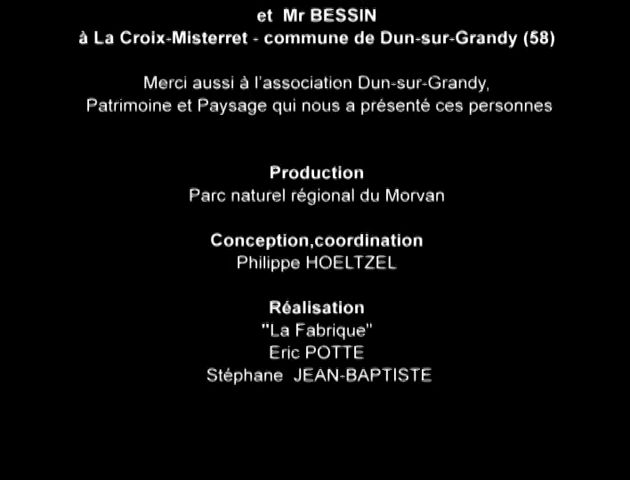 et Mr BESSIN
à La Croix-Misterret - commune de Dun-sur-Grandy (58)
Merci aussi à l'association Dun-sur-Grandy,
Patrimoine et Paysage qui nous a présenté ces personnes
Production
Parc naturel régional du Morvan
Conception,coordination
Philippe HOELTZEL
Réalisation
"La Fabrique"
Eric POTTE
Stéphane JEAN-BAPTISTE